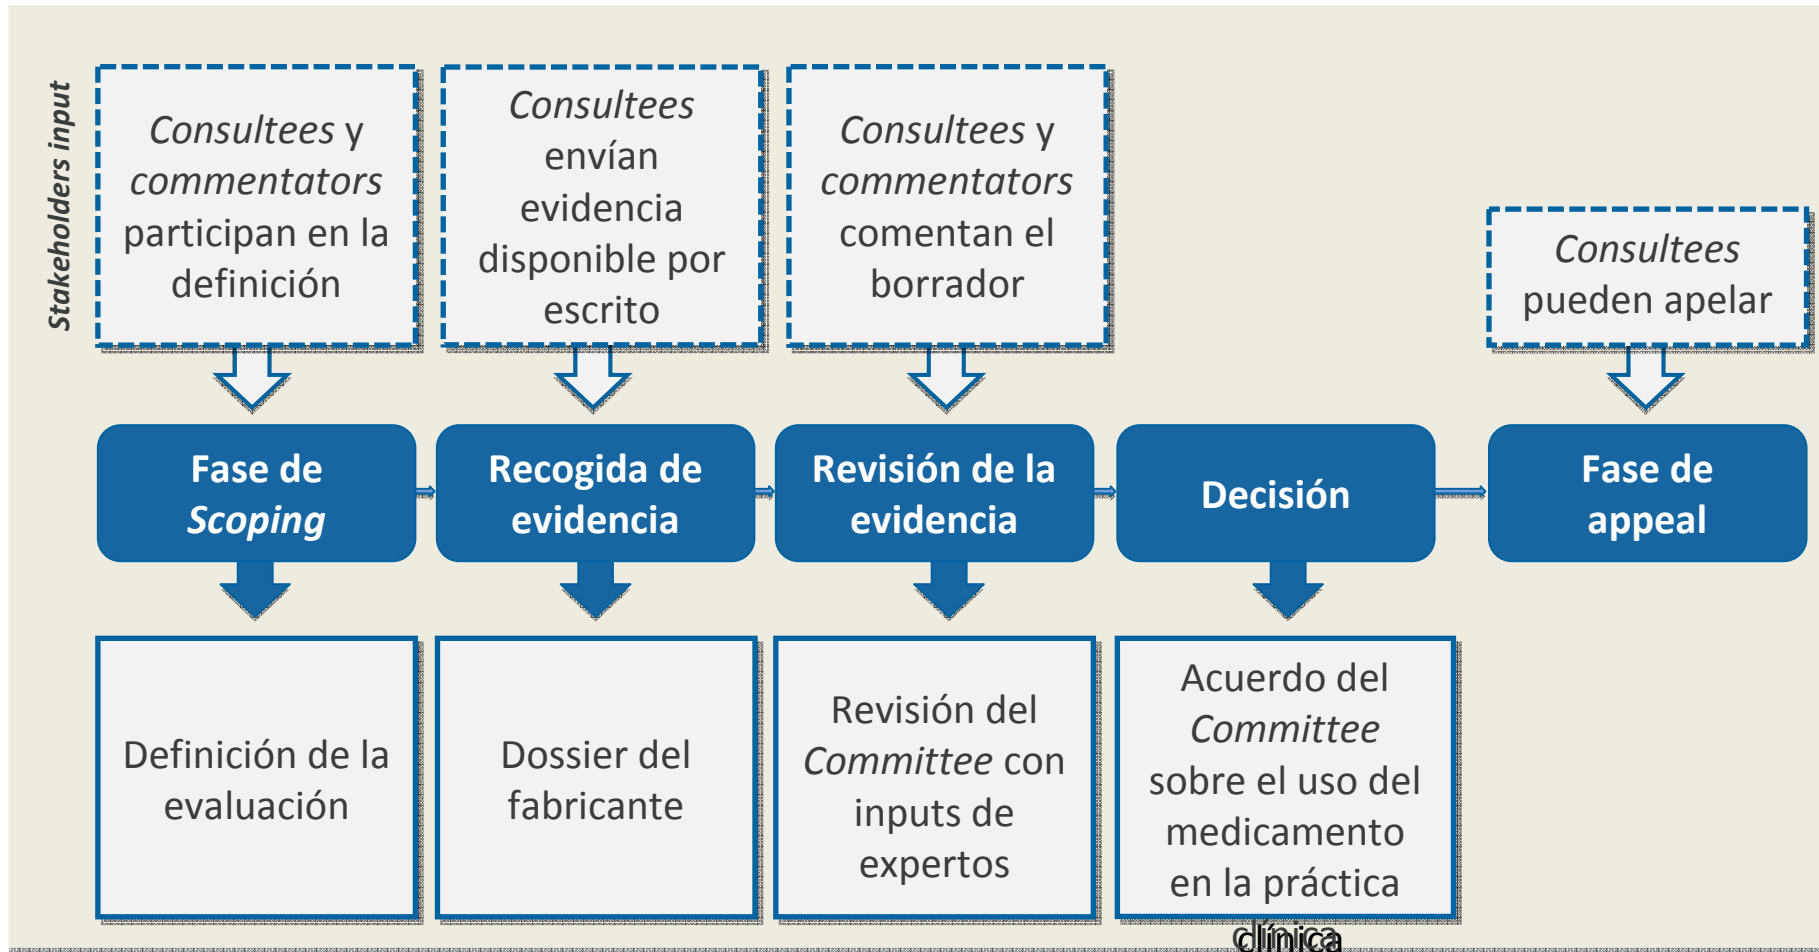 Stakeholders input
Consultees y
commentators
participan en la
definición
Consultees
envían
evidencia
disponible por
escrito
Consultees y
commentators
comentan el
borrador
Consultees
pueden apelar
Fase de
Scoping
Recogida de
evidencia
Revisión de la
evidencia
Decisión
Fase de
appeal
Definición de la
evaluación
Dossier del
fabricante
Revisión del
Committee con
inputs de
expertos
Acuerdo del
Committee
sobre el uso del
medicamento
en la práctica
clínica